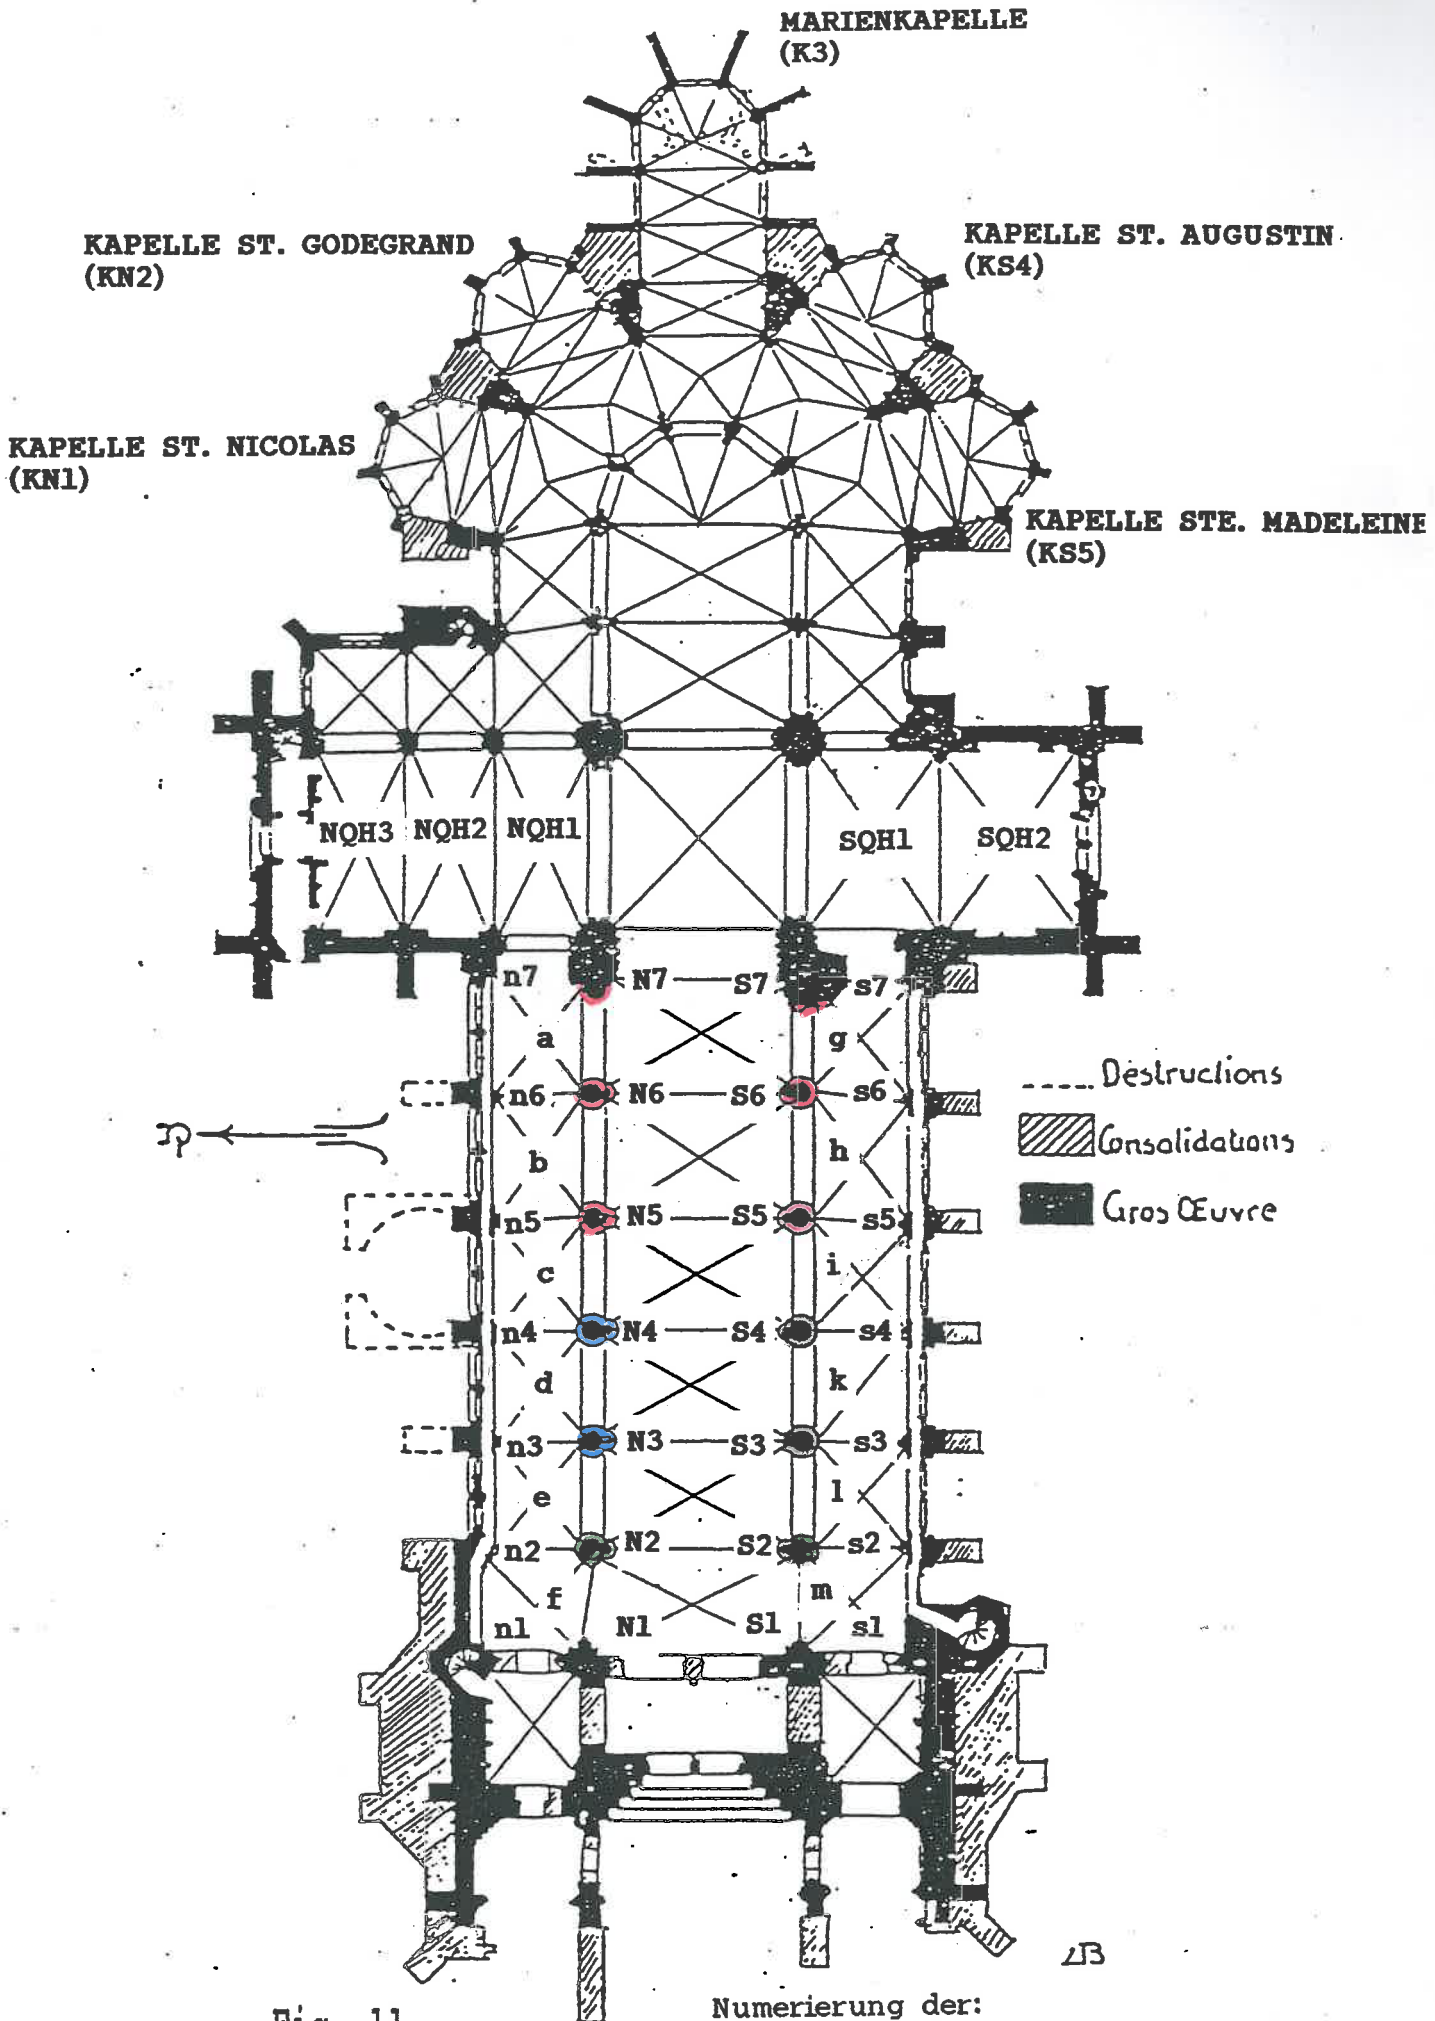 MARIENKAPELLE
(K3)
KAPELLE ST. GODEGRAND
(KN2)
KAPELLE ST. AUGUSTIN
(KS4)
KAPELLE ST. NICOLAS
(KN1)
KAPELLE STE. MADELEINE
(KS5)
NQH3 NQH2 NQH1 SQH1 SQH2
n7 N7 S7 s7
a g
n6 N6 S6 s6
b h
n5 N5 S5 s5
c i
n4 N4 S4 s4
d k
n3 N3 S3 s3
e l
n2 N2 S2 s2
f m
n1 N1 S1 s1
---- Destructions
Consolidations
Gros Œuvre
Fig. 11
Numerierung der: